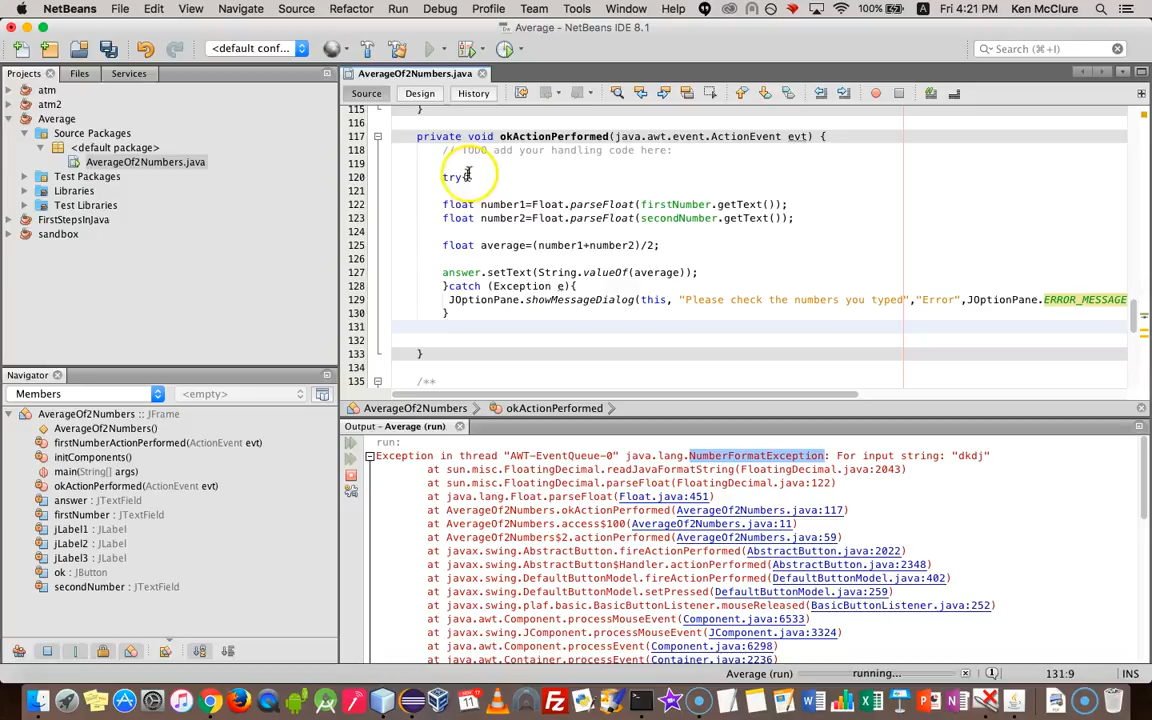 NetBeans File Edit View Navigate Source Refactor Run Debug Profile Team Tools Window Help 100% Fri 4:21 PM Ken McClure
Average - NetBeans IDE 8.1
<default conf... Search (⌘+I)
Projects Files Services
AverageOf2Numbers.java
Source Design History
atm
atm2
Average
Source Packages
<default package>
AverageOf2Numbers.java
Test Packages
Libraries
Test Libraries
FirstStepsInJava
sandbox
115 }
116
117 private void okActionPerformed(java.awt.event.ActionEvent evt) {
118 // TODO add your handling code here:
119
120 try{
121
122 float number1=Float.parseFloat(firstNumber.getText());
123 float number2=Float.parseFloat(secondNumber.getText());
124
125 float average=(number1+number2)/2;
126
127 answer.setText(String.valueOf(average));
128 }catch (Exception e){
129 JOptionPane.showMessageDialog(this, "Please check the numbers you typed","Error",JOptionPane.ERROR_MESSAGE
130 }
131
132
133 }
134
135 /**
AverageOf2Numbers okActionPerformed
Navigator
Members <empty>
AverageOf2Numbers :: JFrame
AverageOf2Numbers()
firstNumberActionPerformed(ActionEvent evt)
initComponents()
main(String[] args)
okActionPerformed(ActionEvent evt)
answer : JTextField
firstNumber : JTextField
jLabel1 : JLabel
jLabel2 : JLabel
jLabel3 : JLabel
ok : JButton
secondNumber : JTextField
Output - Average (run)
run:
Exception in thread "AWT-EventQueue-0" java.lang.NumberFormatException: For input string: "dkdj"
at sun.misc.FloatingDecimal.readJavaFormatString(FloatingDecimal.java:2043)
at sun.misc.FloatingDecimal.parseFloat(FloatingDecimal.java:122)
at java.lang.Float.parseFloat(Float.java:451)
at AverageOf2Numbers.okActionPerformed(AverageOf2Numbers.java:117)
at AverageOf2Numbers.access$100(AverageOf2Numbers.java:11)
at AverageOf2Numbers$2.actionPerformed(AverageOf2Numbers.java:59)
at javax.swing.AbstractButton.fireActionPerformed(AbstractButton.java:2022)
at javax.swing.AbstractButton$Handler.actionPerformed(AbstractButton.java:2348)
at javax.swing.DefaultButtonModel.fireActionPerformed(DefaultButtonModel.java:402)
at javax.swing.DefaultButtonModel.setPressed(DefaultButtonModel.java:259)
at javax.swing.plaf.basic.BasicButtonListener.mouseReleased(BasicButtonListener.java:252)
at java.awt.Component.processMouseEvent(Component.java:6533)
at javax.swing.JComponent.processMouseEvent(JComponent.java:3324)
at java.awt.Component.processEvent(Component.java:6298)
at java.awt.Container.processEvent(Container.java:2236)
Average (run) running... 131:9 INS